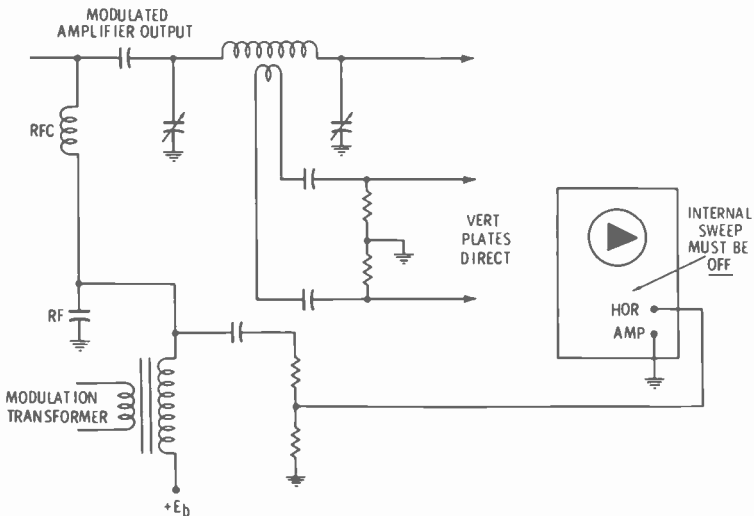 MODULATED
AMPLIFIER OUTPUT
RFC
VERT
PLATES
DIRECT
INTERNAL
SWEEP
MUST BE
OFF
HOR
AMP
RF
MODULATION
TRANSFORMER
+Eb